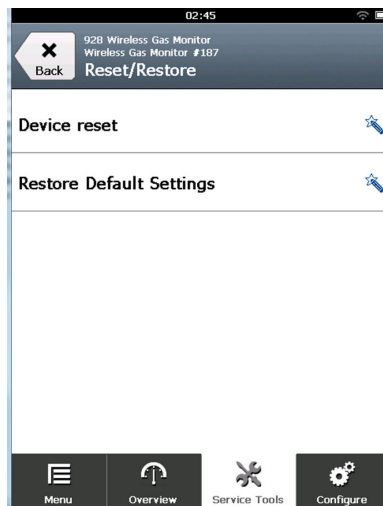 02:45
928 Wireless Gas Monitor
Wireless Gas Monitor #187
Back
Reset/Restore
Device reset
Restore Default Settings
Menu
Overview
Service Tools
Configure